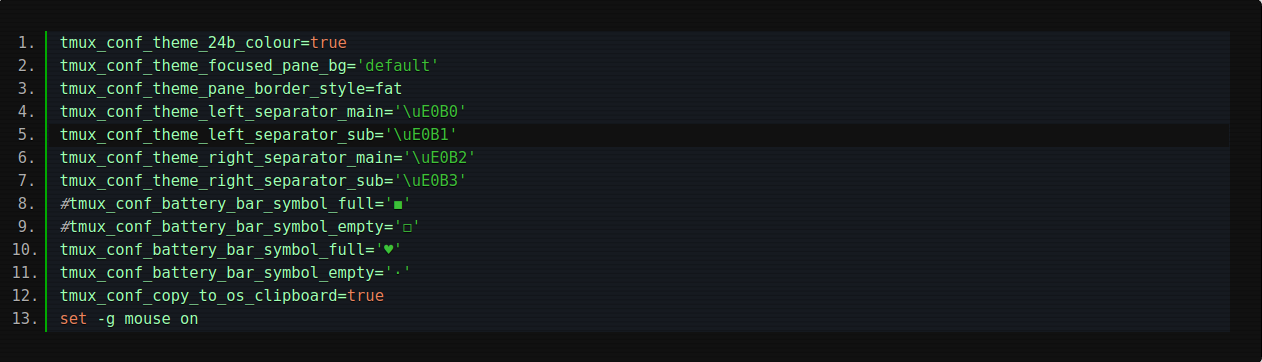 1. tmux_conf_theme_24b_colour=true
2. tmux_conf_theme_focused_pane_bg='default'
3. tmux_conf_theme_pane_border_style=fat
4. tmux_conf_theme_left_separator_main='\uE0B0'
5. tmux_conf_theme_left_separator_sub='\uE0B1'
6. tmux_conf_theme_right_separator_main='\uE0B2'
7. tmux_conf_theme_right_separator_sub='\uE0B3'
8. #tmux_conf_battery_bar_symbol_full='◼'
9. #tmux_conf_battery_bar_symbol_empty='◻'
10. tmux_conf_battery_bar_symbol_full='♥'
11. tmux_conf_battery_bar_symbol_empty='·'
12. tmux_conf_copy_to_os_clipboard=true
13. set -g mouse on